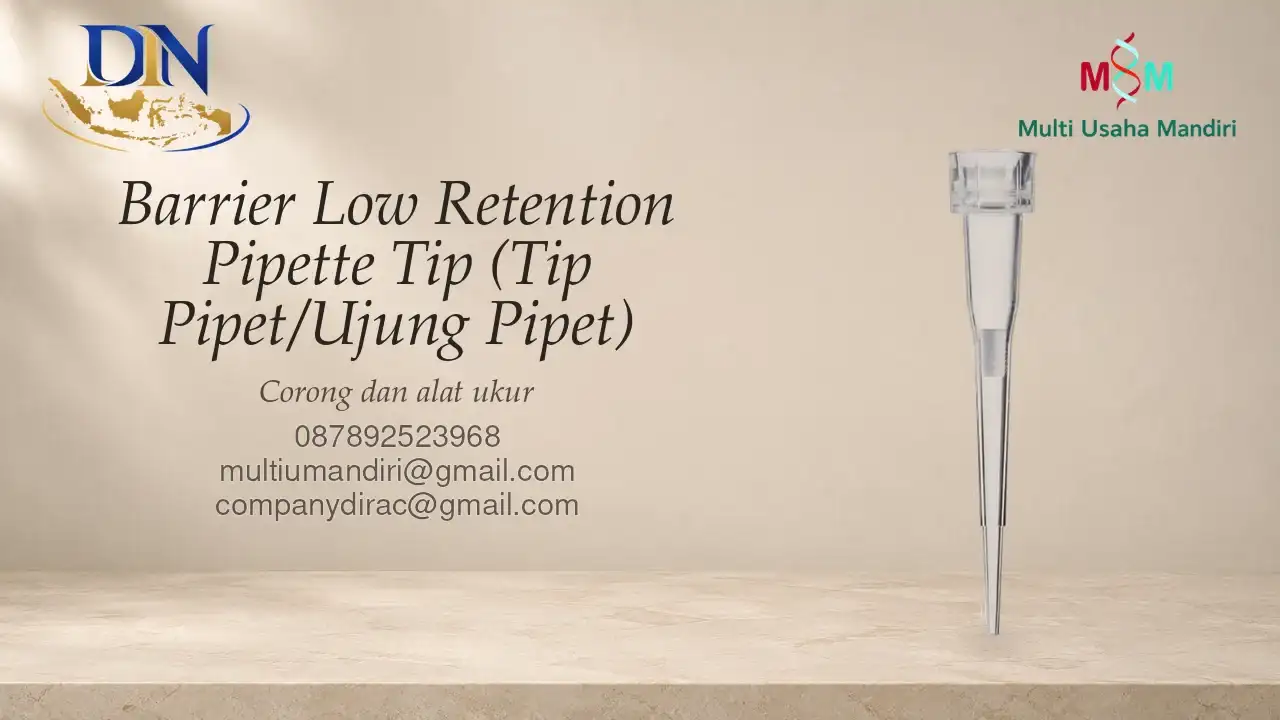 DIN
M M
Multi Usaha Mandiri
Barrier Low Retention
Pipette Tip (Tip
Pipet/Ujung Pipet)
Corong dan alat ukur
087892523968
multiumandiri@gmail.com
companydirac@gmail.com